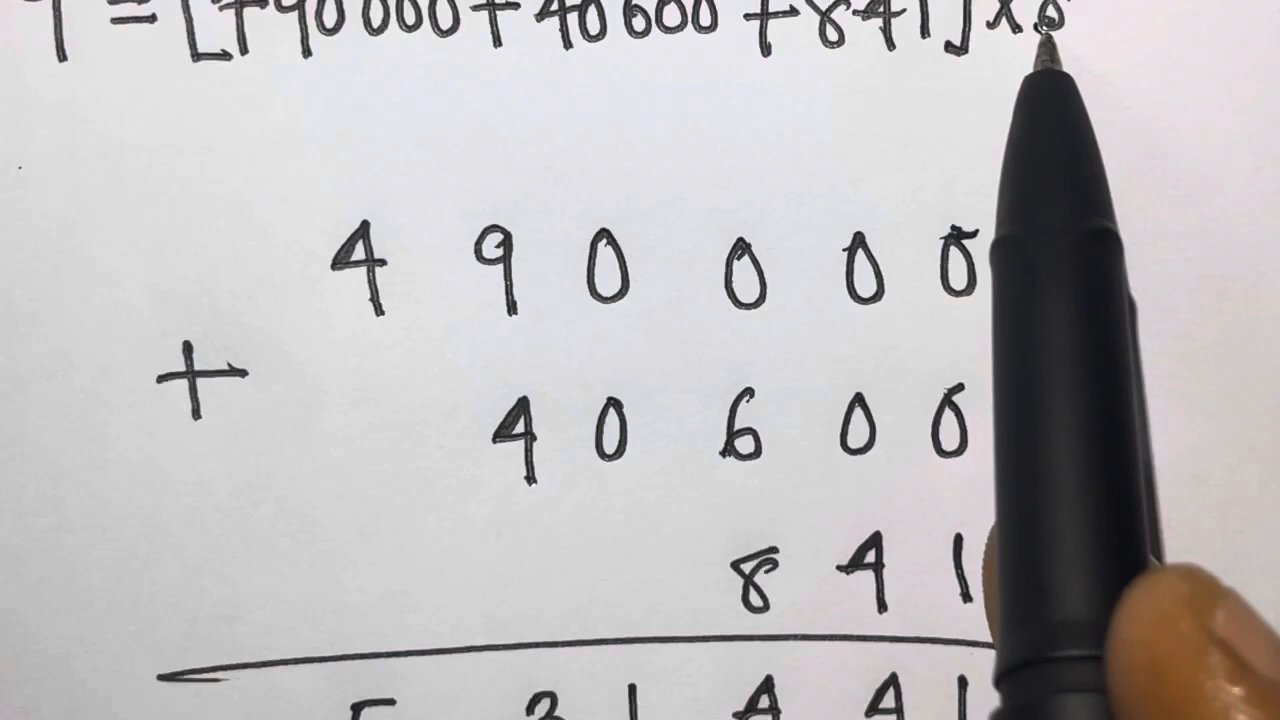 = [490000 + 40600 + 841] x
4 9 0 0 0 0
+
4 0 6 0 0
8 4 1
5 3 1 4 4 1